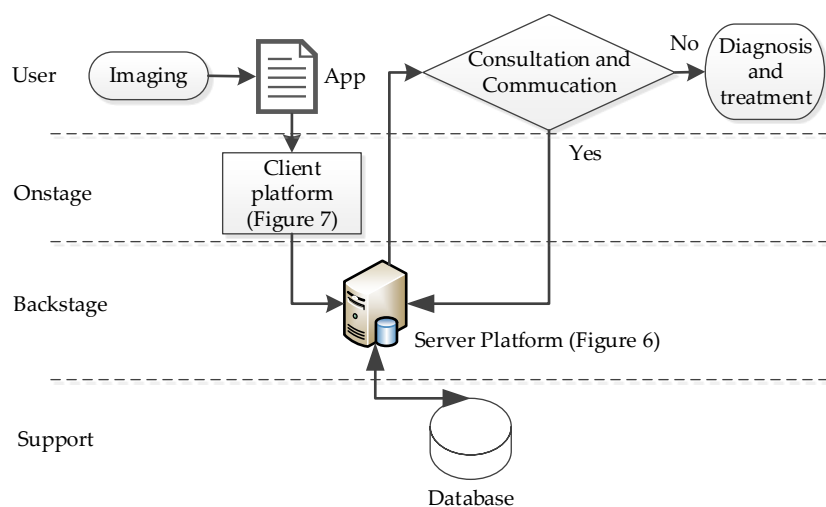 User
Imaging
App
Consultation and
Commucation
No
Diagnosis
and
treatment
Yes
Onstage
Client
platform
(Figure 7)
Backstage
Server Platform (Figure 6)
Support
Database